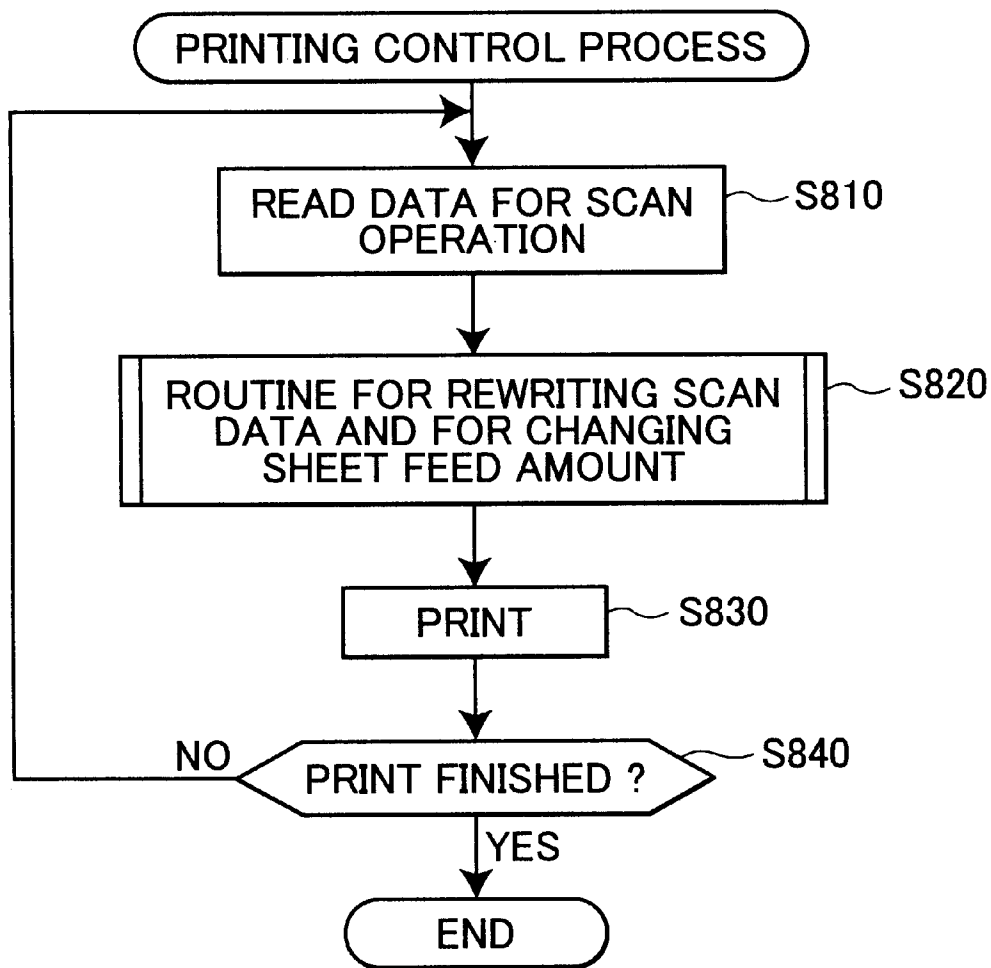 PRINTING CONTROL PROCESS
READ DATA FOR SCAN
OPERATION
S810
ROUTINE FOR REWRITING SCAN
DATA AND FOR CHANGING
SHEET FEED AMOUNT
S820
PRINT
S830
PRINT FINISHED ?
S840
NO
YES
END